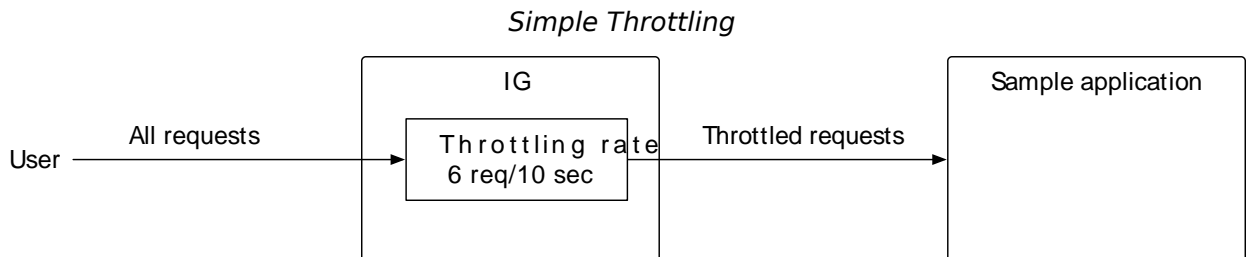 Simple Throttling
IG
Sample application
All requests
Throttled requests
User
Throttling rate
6 req/10 sec